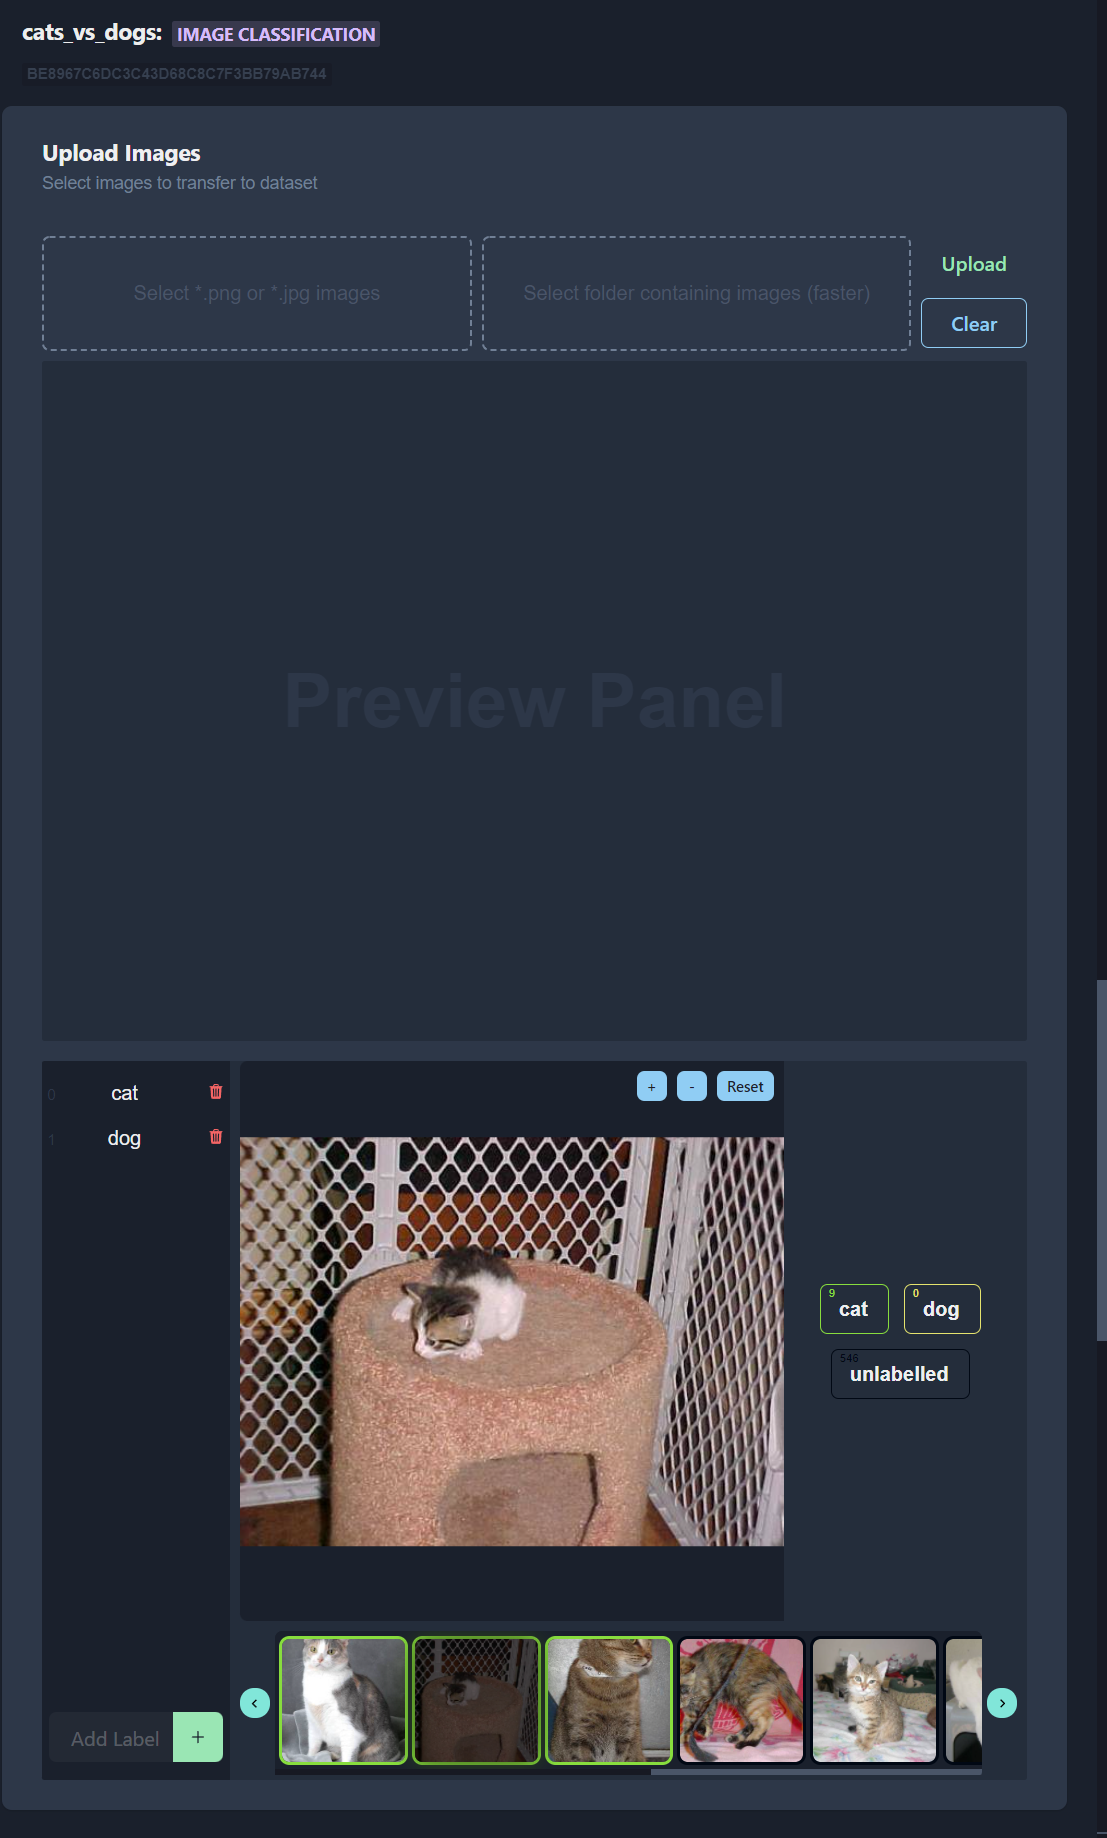 cats_vs_dogs: IMAGE CLASSIFICATION
BE8967C6DC3C43D68C8C7F3BB79AB744
Upload Images
Select images to transfer to dataset
Select *.png or *.jpg images
Select folder containing images (faster)
Upload
Clear
Preview Panel
0 cat
1 dog
+ - Reset
9 cat
0 dog
546 unlabelled
Add Label +
< >